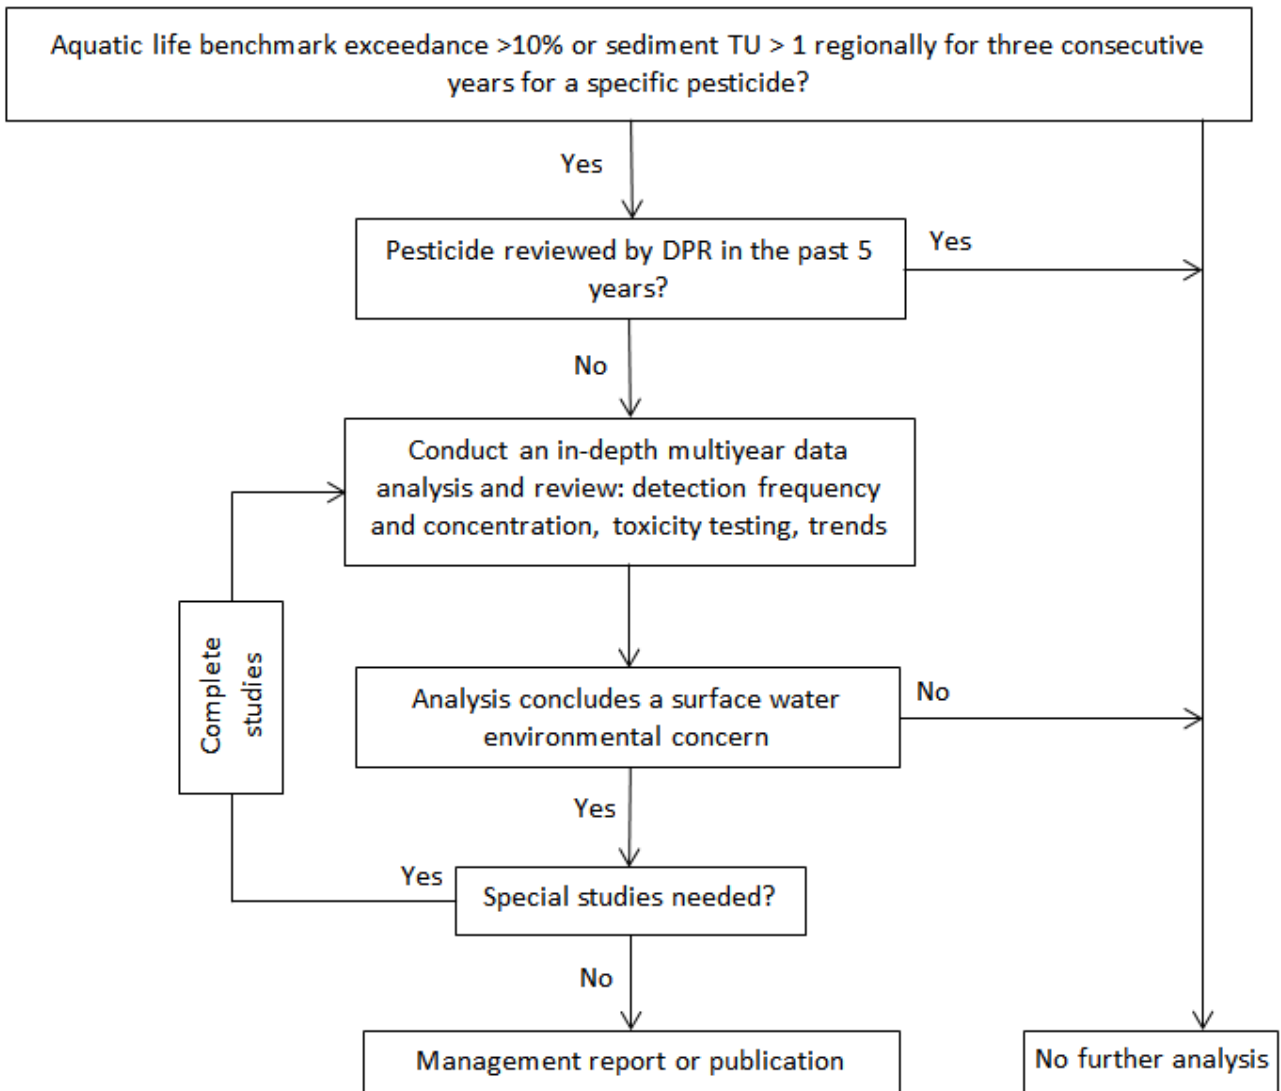 Aquatic life benchmark exceedance >10% or sediment TU > 1 regionally for three consecutive
years for a specific pesticide?
Yes
Pesticide reviewed by DPR in the past 5
years?
Yes
No
Conduct an in-depth multiyear data
analysis and review: detection frequency
and concentration, toxicity testing, trends
Complete
studies
Analysis concludes a surface water
environmental concern
No
Yes
Yes
Special studies needed?
No
Management report or publication
No further analysis